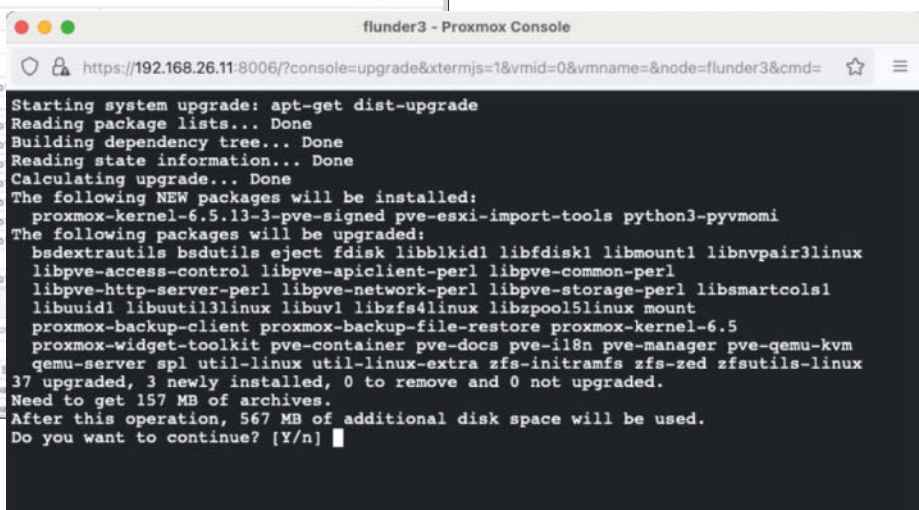 flunder3 - Proxmox Console
https://192.168.26.11:8006/?console=upgrade&xtermjs=1&vmid=0&vmname=&node=flunder3&cmd=
Starting system upgrade: apt-get dist-upgrade
Reading package lists... Done
Building dependency tree... Done
Reading state information... Done
Calculating upgrade... Done
The following NEW packages will be installed:
proxmox-kernel-6.5.13-3-pve-signed pve-esxi-import-tools python3-pyvmomi
The following packages will be upgraded:
bsdextrautils bsdutils eject fdisk libblkid1 libfdisk1 libmount1 libnvpair3linux
libpve-access-control libpve-apiclient-perl libpve-common-perl
libpve-http-server-perl libpve-network-perl libpve-storage-perl libsmartcols1
libuuid1 libuutil3linux libuv1 libzfs4linux libzpool5linux mount
proxmox-backup-client proxmox-backup-file-restore proxmox-kernel-6.5
proxmox-widget-toolkit pve-container pve-docs pve-i18n pve-manager pve-qemu-kvm
qemu-server spl util-linux util-linux-extra zfs-initramfs zfs-zed zfsutils-linux
37 upgraded, 3 newly installed, 0 to remove and 0 not upgraded.
Need to get 157 MB of archives.
After this operation, 567 MB of additional disk space will be used.
Do you want to continue? [Y/n]